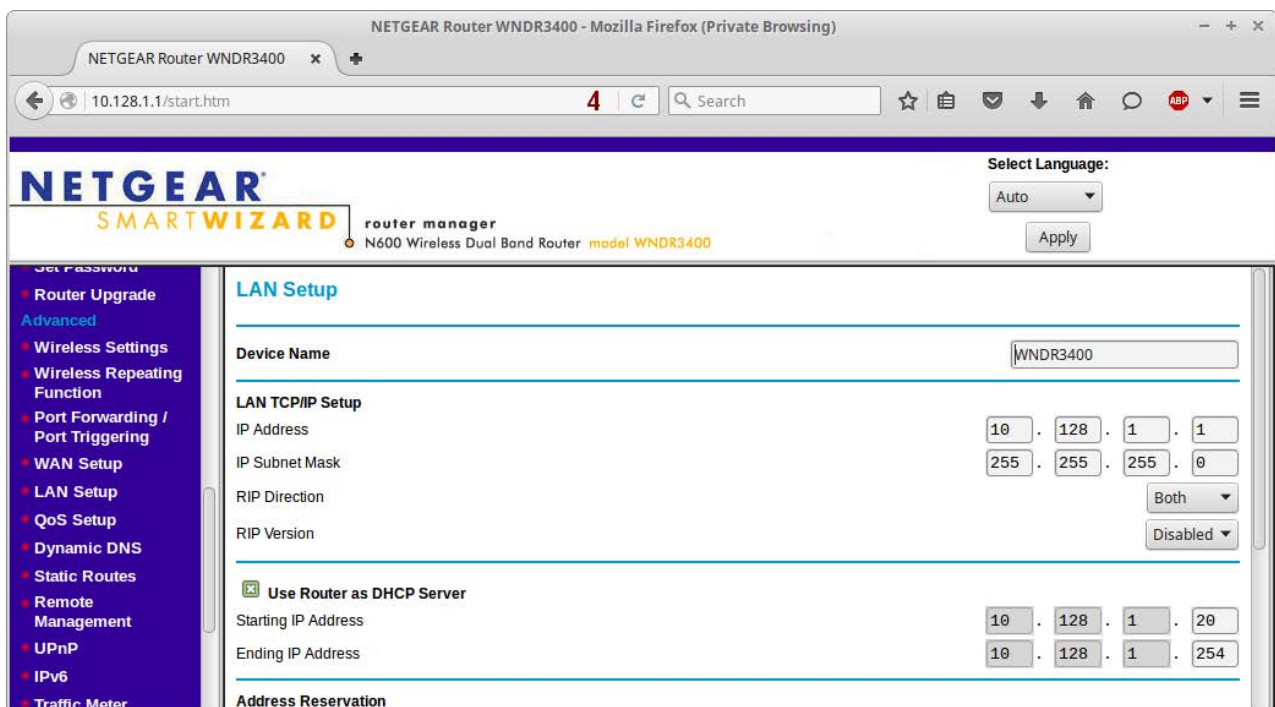 NETGEAR Router WNDR3400 - Mozilla Firefox (Private Browsing)
NETGEAR Router WNDR3400
10.128.1.1/start.htm 4 Search ABP
Select Language:
Auto
Apply
NETGEAR
SMARTWIZARD
router manager
N600 Wireless Dual Band Router model WNDR3400
Set Password
Router Upgrade
Advanced
Wireless Settings
Wireless Repeating
Function
Port Forwarding /
Port Triggering
WAN Setup
LAN Setup
QoS Setup
Dynamic DNS
Static Routes
Remote
Management
UPnP
IPv6
Traffic Meter
LAN Setup
Device Name WNDR3400
LAN TCP/IP Setup
IP Address 10 . 128 . 1 . 1
IP Subnet Mask 255 . 255 . 255 . 0
RIP Direction Both
RIP Version Disabled
Use Router as DHCP Server
Starting IP Address 10 . 128 . 1 . 20
Ending IP Address 10 . 128 . 1 . 254
Address Reservation